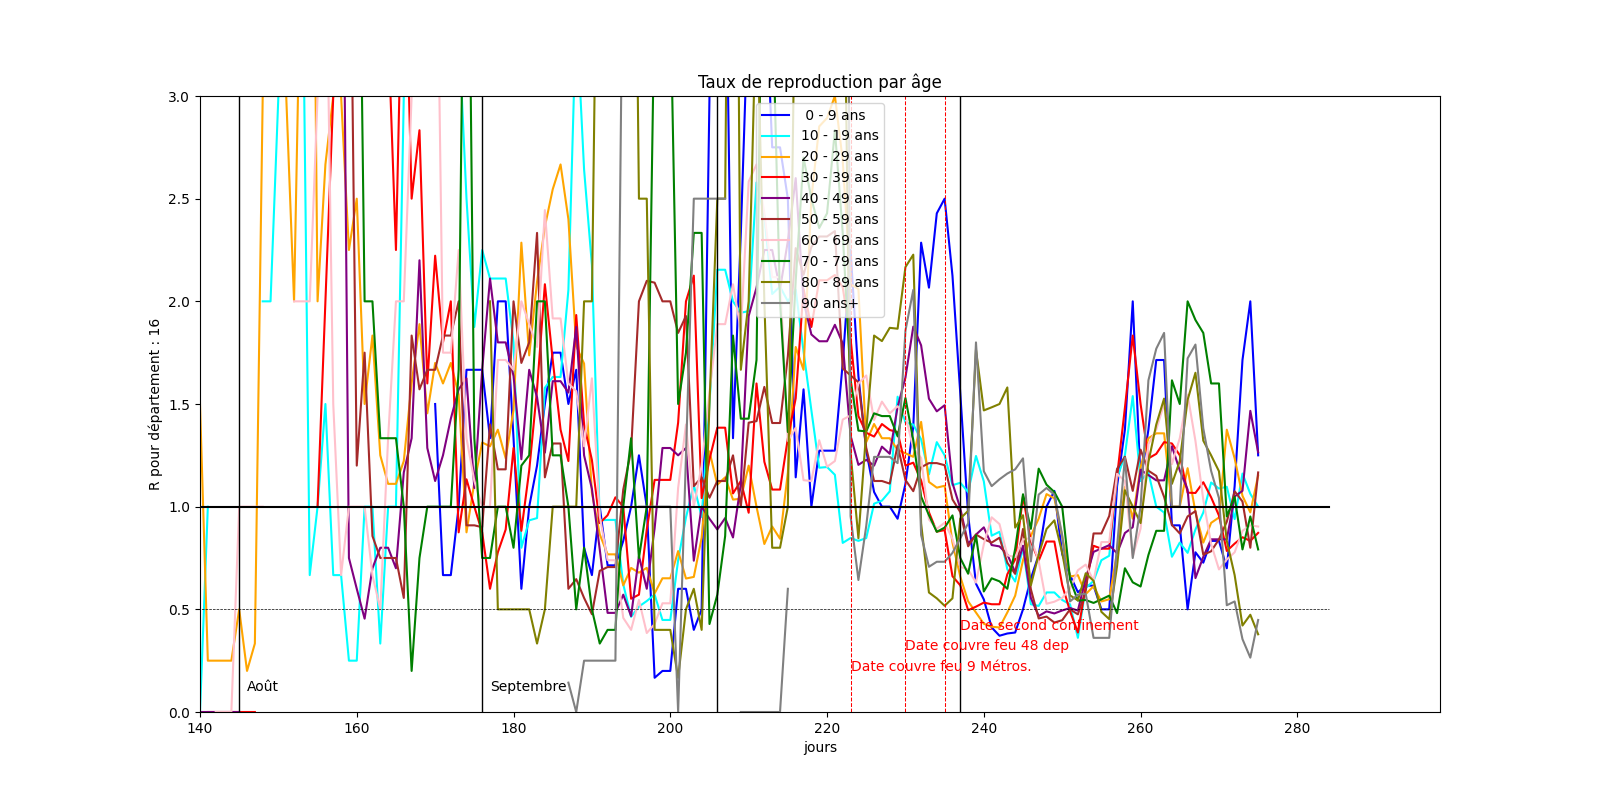 Taux de reproduction par âge
3.0
2.5
2.0
1.5
1.0
0.5
0.0
R pour département : 16
0 - 9 ans
10 - 19 ans
20 - 29 ans
30 - 39 ans
40 - 49 ans
50 - 59 ans
60 - 69 ans
70 - 79 ans
80 - 89 ans
90 ans+
Date second confinement
Date couvre feu 48 dep
Date couvre feu 9 Métros.
Août
Septembre
140
160
180
200
220
240
260
280
jours